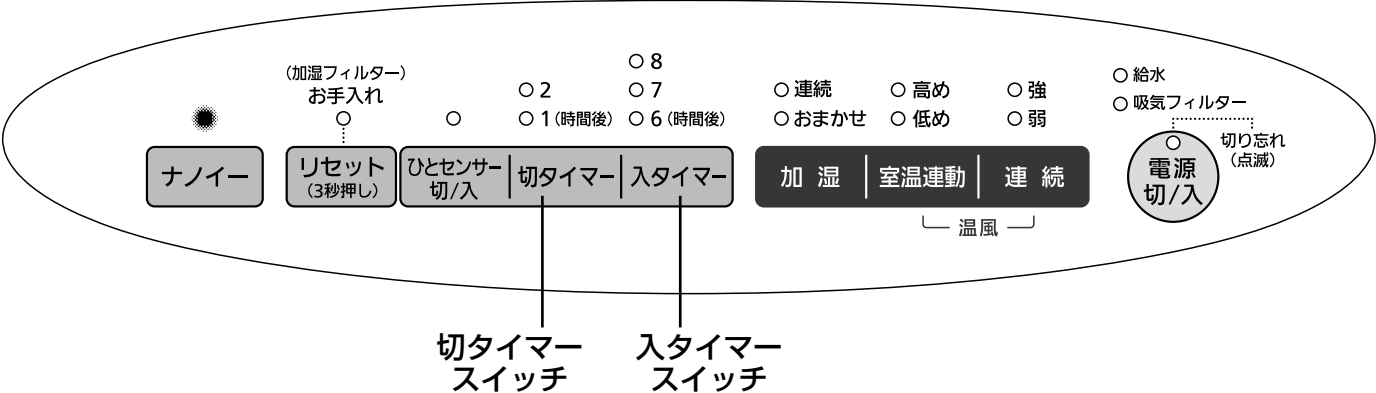 (加湿フィルター)
お手入れ
2
1(時間後)
8
7
6(時間後)
連続
おまかせ
高め
低め
強
弱
給水
吸気フィルター
切り忘れ
(点滅)
ナノイー
リセット
(3秒押し)
ひとセンサー
切/入
切タイマー
入タイマー
加湿
室温連動
連続
温風
電源
切/入
切タイマー
スイッチ
入タイマー
スイッチ